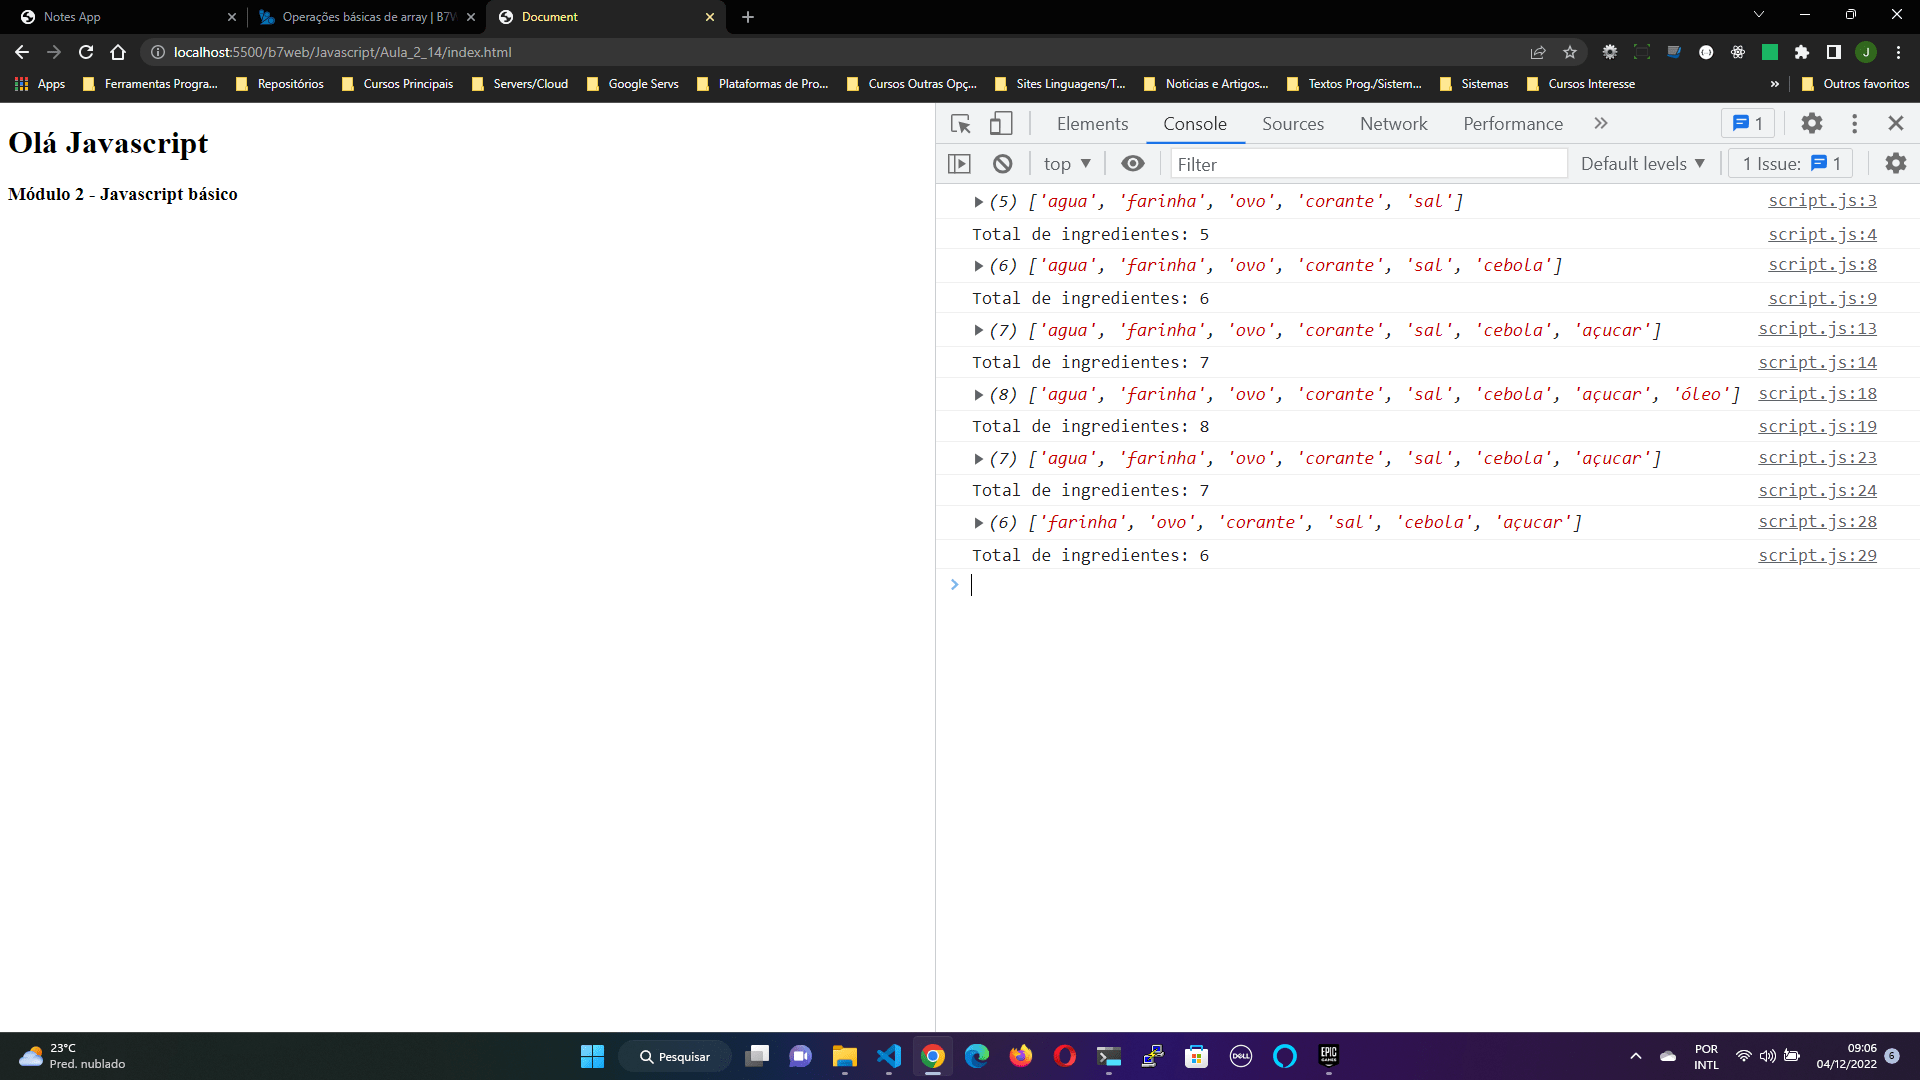 Notes App
Operações básicas de array | B7W
Document
localhost:5500/b7web/Javascript/Aula_2_14/index.html
J
Apps
Ferramentas Progra...
Repositórios
Cursos Principais
Servers/Cloud
Google Servs
Plataformas de Pro...
Cursos Outras Opç...
Sites Linguagens/T...
Noticias e Artigos...
Textos Prog./Sistem...
Sistemas
Cursos Interesse
»
Outros favoritos
Olá Javascript
Módulo 2 - Javascript básico
Elements
Console
Sources
Network
Performance
1
top
Filter
Default levels
1 Issue: 1
(5) ['agua', 'farinha', 'ovo', 'corante', 'sal'] script.js:3
Total de ingredientes: 5 script.js:4
(6) ['agua', 'farinha', 'ovo', 'corante', 'sal', 'cebola'] script.js:8
Total de ingredientes: 6 script.js:9
(7) ['agua', 'farinha', 'ovo', 'corante', 'sal', 'cebola', 'açucar'] script.js:13
Total de ingredientes: 7 script.js:14
(8) ['agua', 'farinha', 'ovo', 'corante', 'sal', 'cebola', 'açucar', 'óleo'] script.js:18
Total de ingredientes: 8 script.js:19
(7) ['agua', 'farinha', 'ovo', 'corante', 'sal', 'cebola', 'açucar'] script.js:23
Total de ingredientes: 7 script.js:24
(6) ['farinha', 'ovo', 'corante', 'sal', 'cebola', 'açucar'] script.js:28
Total de ingredientes: 6 script.js:29
23°C
Pred. nublado
Pesquisar
DELL
EPIC
GAMES
POR
INTL
09:06
04/12/2022
6